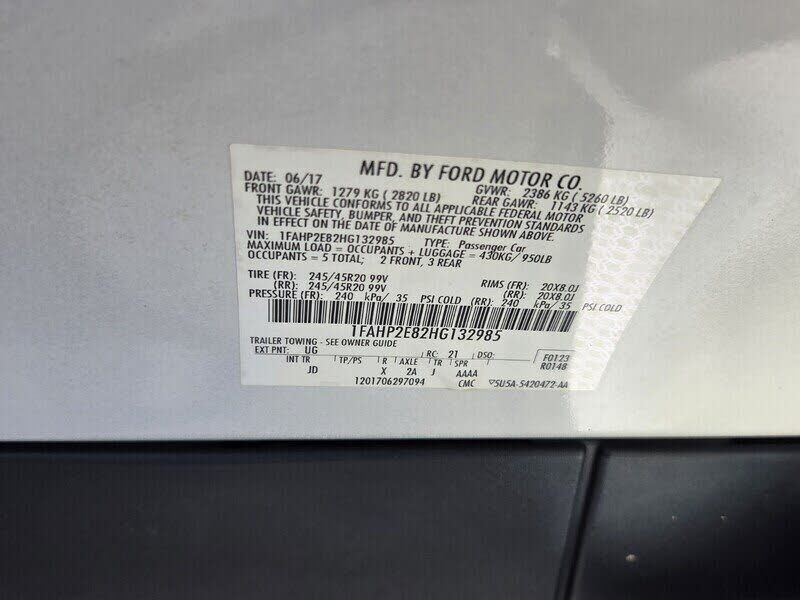 MFD. BY FORD MOTOR CO.
DATE: 06/17 GVWR: 2386 KG ( 5260 LB)
FRONT GAWR: 1279 KG ( 2820 LB) REAR GAWR: 1143 KG ( 2520 LB)
THIS VEHICLE CONFORMS TO ALL APPLICABLE FEDERAL MOTOR
VEHICLE SAFETY, BUMPER, AND THEFT PREVENTION STANDARDS
IN EFFECT ON THE DATE OF MANUFACTURE SHOWN ABOVE.
VIN: 1FAHP2E82HG132985 TYPE: Passenger Car
MAXIMUM LOAD = OCCUPANTS + LUGGAGE = 430KG/ 950LB
OCCUPANTS = 5 TOTAL; 2 FRONT, 3 REAR
TIRE (FR): 245/45R20 99V RIMS (FR): 20X8.0J
(RR): 245/45R20 99V (RR): 20X8.0J
PRESSURE (FR): 240 kPa/ 35 PSI COLD (RR): 240 kPa/ 35 PSI COLD
1FAHP2E82HG132985
TRAILER TOWING - SEE OWNER GUIDE
EXT PNT: UG RC: 21 DSO: F0123
INT TR TP/PS R AXLE TR SPR R0148
JD X 2A J AAAA
1201706297094 CMC ▽5U5A-5420472-AA